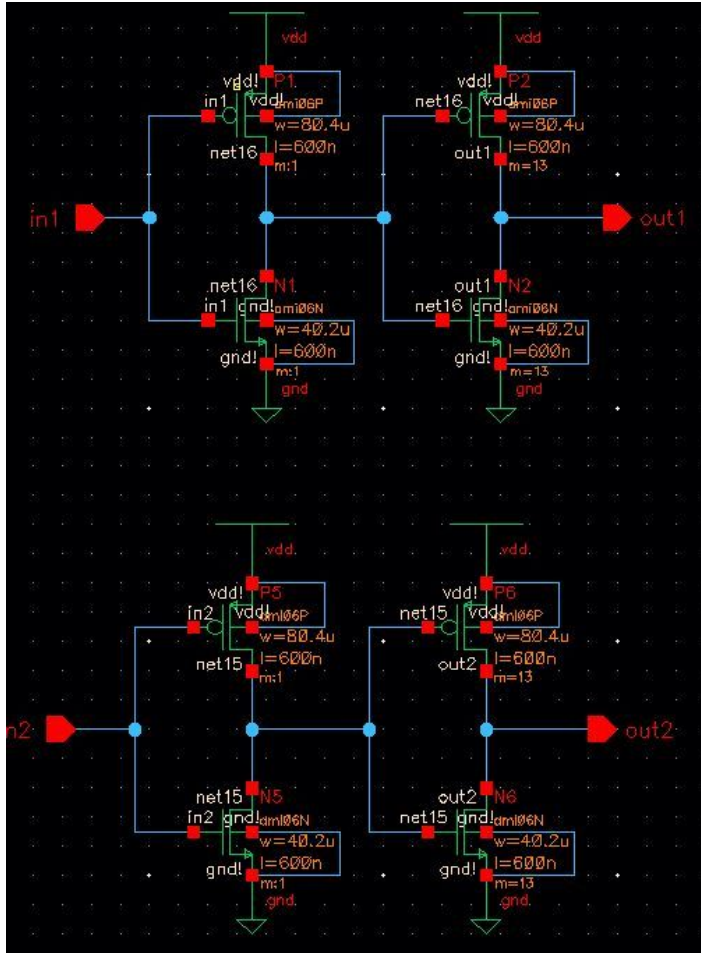 vdd
vdd
vdd! P1
vdd! P2
in1 vdd! ami06P
net16 vdd! ami06P
w=80.4u
w=80.4u
net16 l=600n
out1 l=600n
m:1
m=13
in1
out1
net16 N1
out1 N2
in1 gnd! ami06N
net16 gnd! ami06N
w=40.2u
w=40.2u
gnd! l=600n
gnd! l=600n
m:1
m=13
gnd
gnd
vdd
vdd
vdd! P5
vdd! P6
in2 vdd! ami06P
net15 ami06P
w=80.4u
w=80.4u
net15 l=600n
out2 l=600n
m:1
m=13
n2
out2
net15 N5
out2 N6
in2 gnd! ami06N
net15 gnd! ami06N
w=40.2u
w=40.2u
gnd! l=600n
gnd! l=600n
m:1
m=13
gnd
gnd